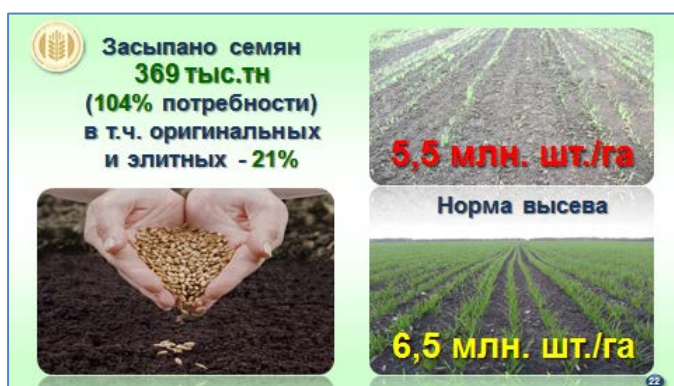 Засыпано семян
369 тыс.тн
(104% потребности)
в т.ч. оригинальных
и элитных - 21%
5,5 млн. шт./га
Норма высева
6,5 млн. шт./га
22